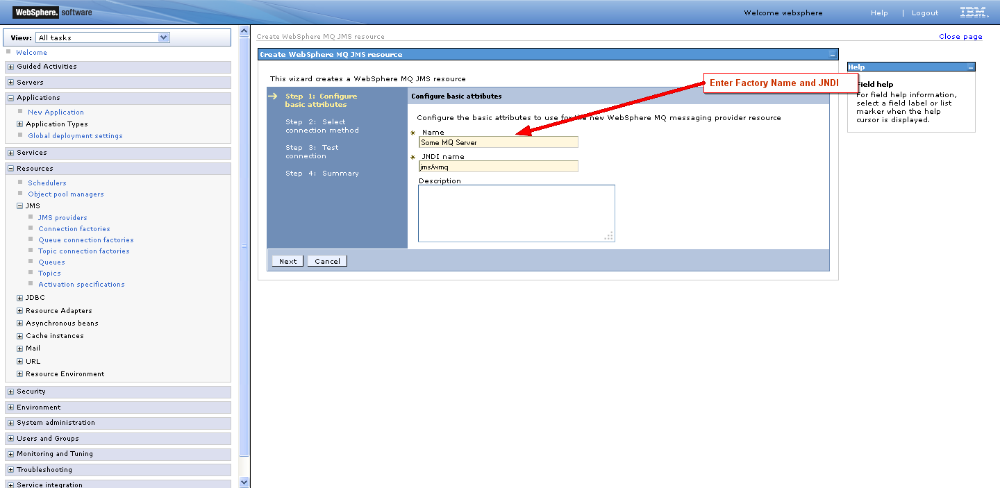 WebSphere. software
Welcome websphere
Help | Logout
IBM.
View: All tasks
Welcome
Guided Activities
Servers
Applications
New Application
Application Types
Global deployment settings
Services
Resources
Schedulers
Object pool managers
JMS
JMS providers
Connection factories
Queue connection factories
Topic connection factories
Queues
Topics
Activation specifications
JDBC
Resource Adapters
Asynchronous beans
Cache instances
Mail
URL
Resource Environment
Security
Environment
System administration
Users and Groups
Monitoring and Tuning
Troubleshooting
Service integration
Create WebSphere MQ JMS resource
Close page
Create WebSphere MQ JMS resource
This wizard creates a WebSphere MQ JMS resource
Step 1: Configure
basic attributes
Step 2: Select
connection method
Step 3: Test
connection
Step 4: Summary
Configure basic attributes
Configure the basic attributes to use for the new WebSphere MQ messaging provider resource
Name
Some MQ Server
JNDI name
jms/wmq
Description
Next
Cancel
Enter Factory Name and JNDI
Help
Field help
For field help information,
select a field label or list
marker when the help
cursor is displayed.